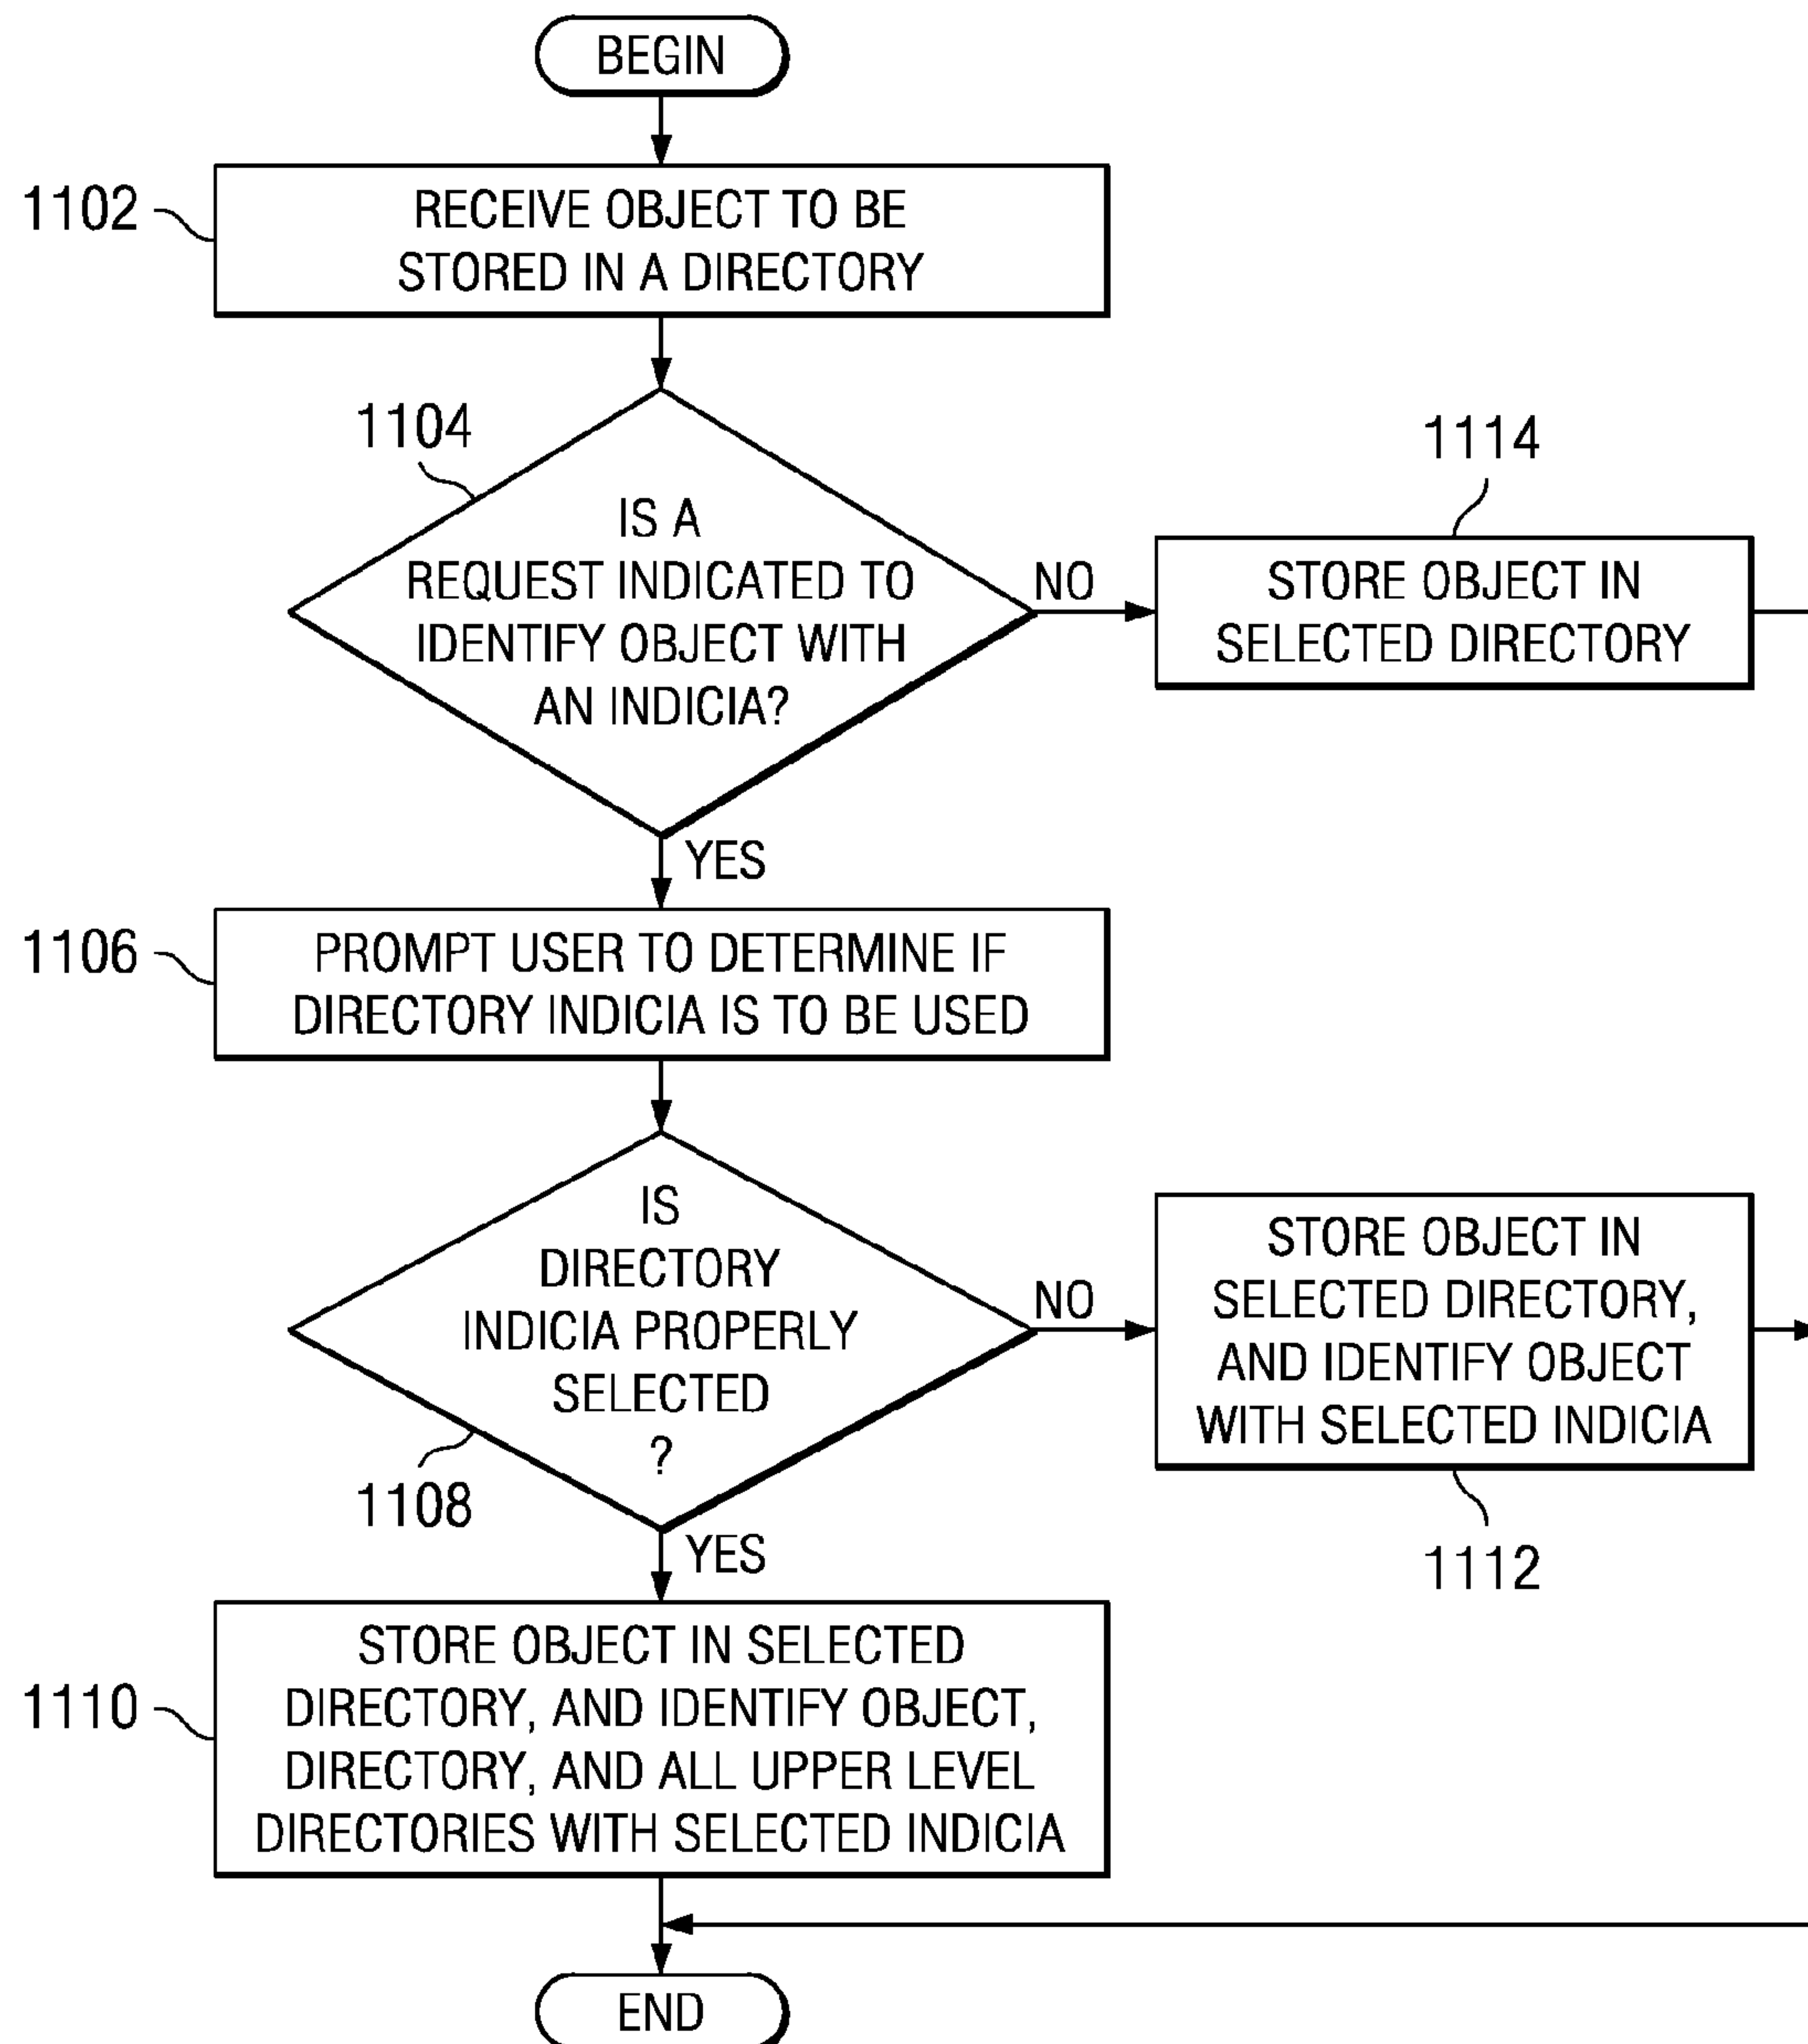 BEGIN
1102
RECEIVE OBJECT TO BE
STORED IN A DIRECTORY
1104
IS A
REQUEST INDICATED TO
IDENTIFY OBJECT WITH
AN INDICIA?
NO
1114
STORE OBJECT IN
SELECTED DIRECTORY
YES
1106
PROMPT USER TO DETERMINE IF
DIRECTORY INDICIA IS TO BE USED
IS
DIRECTORY
INDICIA PROPERLY
SELECTED
?
1108
NO
STORE OBJECT IN
SELECTED DIRECTORY,
AND IDENTIFY OBJECT
WITH SELECTED INDICIA
1112
YES
1110
STORE OBJECT IN SELECTED
DIRECTORY, AND IDENTIFY OBJECT,
DIRECTORY, AND ALL UPPER LEVEL
DIRECTORIES WITH SELECTED INDICIA
END